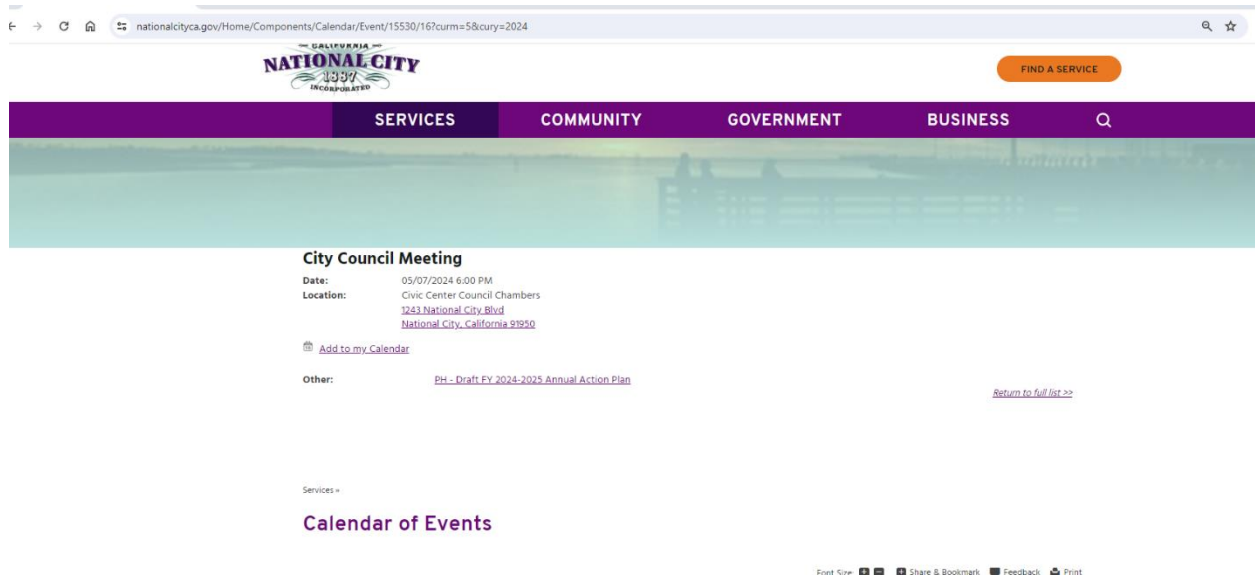 nationalcityca.gov/Home/Components/Calendar/Event/15530/16?curm=5&cury=2024
CALIFORNIA
NATIONAL CITY
1887
INCORPORATED
FIND A SERVICE
SERVICES COMMUNITY GOVERNMENT BUSINESS
City Council Meeting
Date: 05/07/2024 6:00 PM
Location: Civic Center Council Chambers
1243 National City Blvd
National City, California 91950
Add to my Calendar
Other: PH - Draft FY 2024-2025 Annual Action Plan
Return to full list >>
Services »
Calendar of Events
Font Size: Share & Bookmark Feedback Print